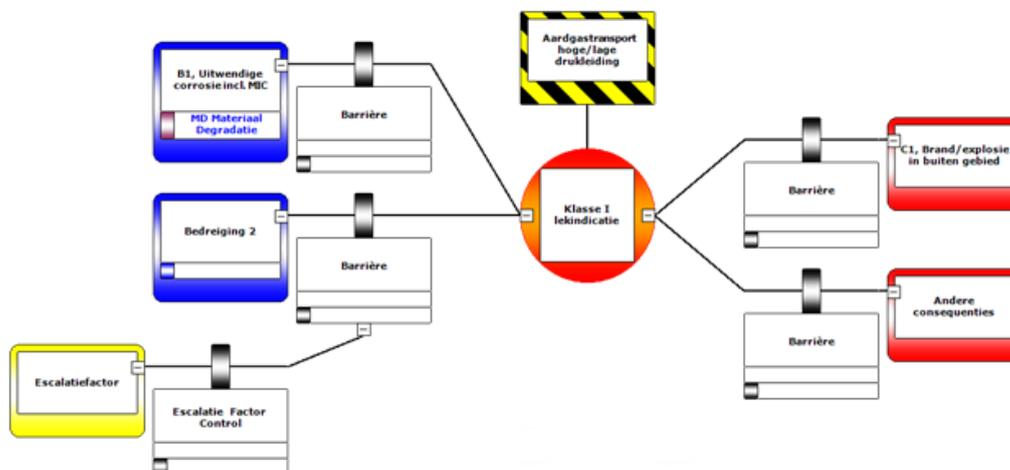 Aardgastransport
hoge/lage
drukleiding
B1, Uitwendige
corrosie incl. MIC
MD Materiaal
Degradatie
Barrière
Bedreiging 2
Barrière
Klasse I
lekindicatie
C1, Brand/explosie
in buiten gebied
Barrière
Andere
consequenties
Barrière
Escalatiefactor
Escalatie Factor
Control